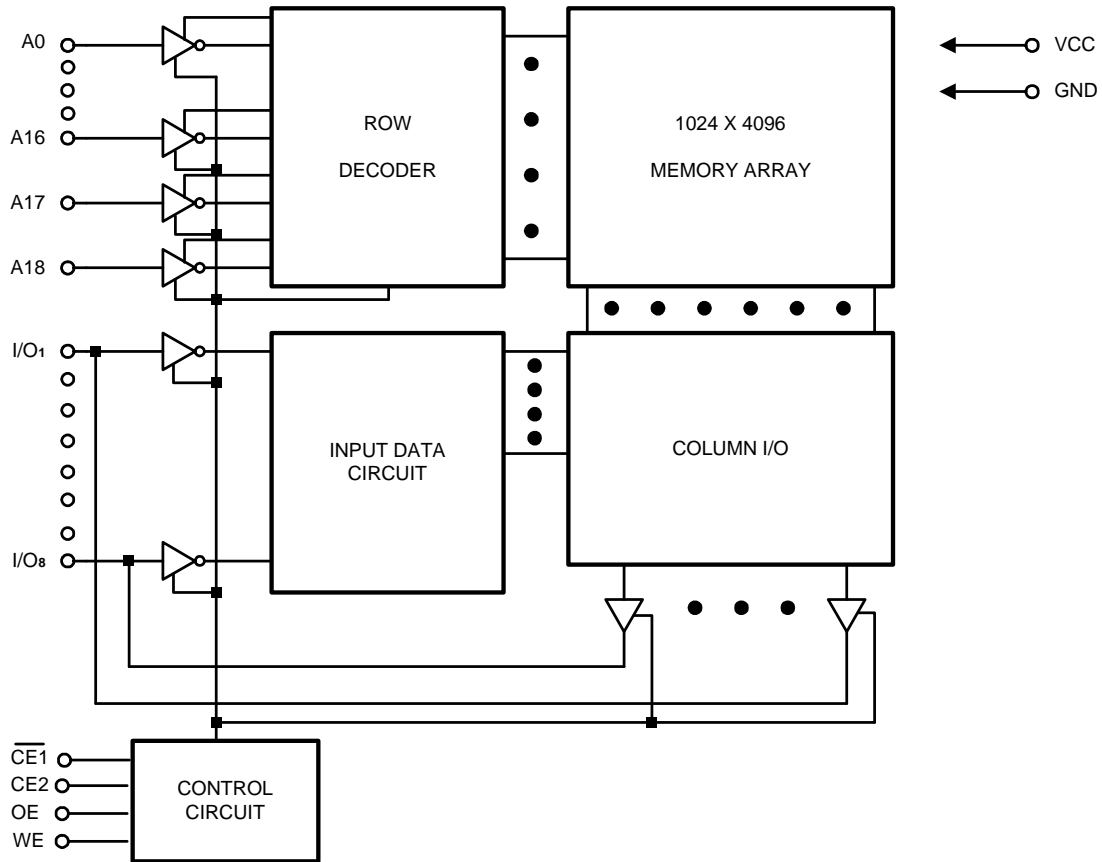 A0
VCC
GND
A16
A17
A18
ROW
DECODER
1024 X 4096
MEMORY ARRAY
I/O₁
I/O₈
INPUT DATA
CIRCUIT
COLUMN I/O
C̅E̅1̅
CE2
OE
WE
CONTROL
CIRCUIT